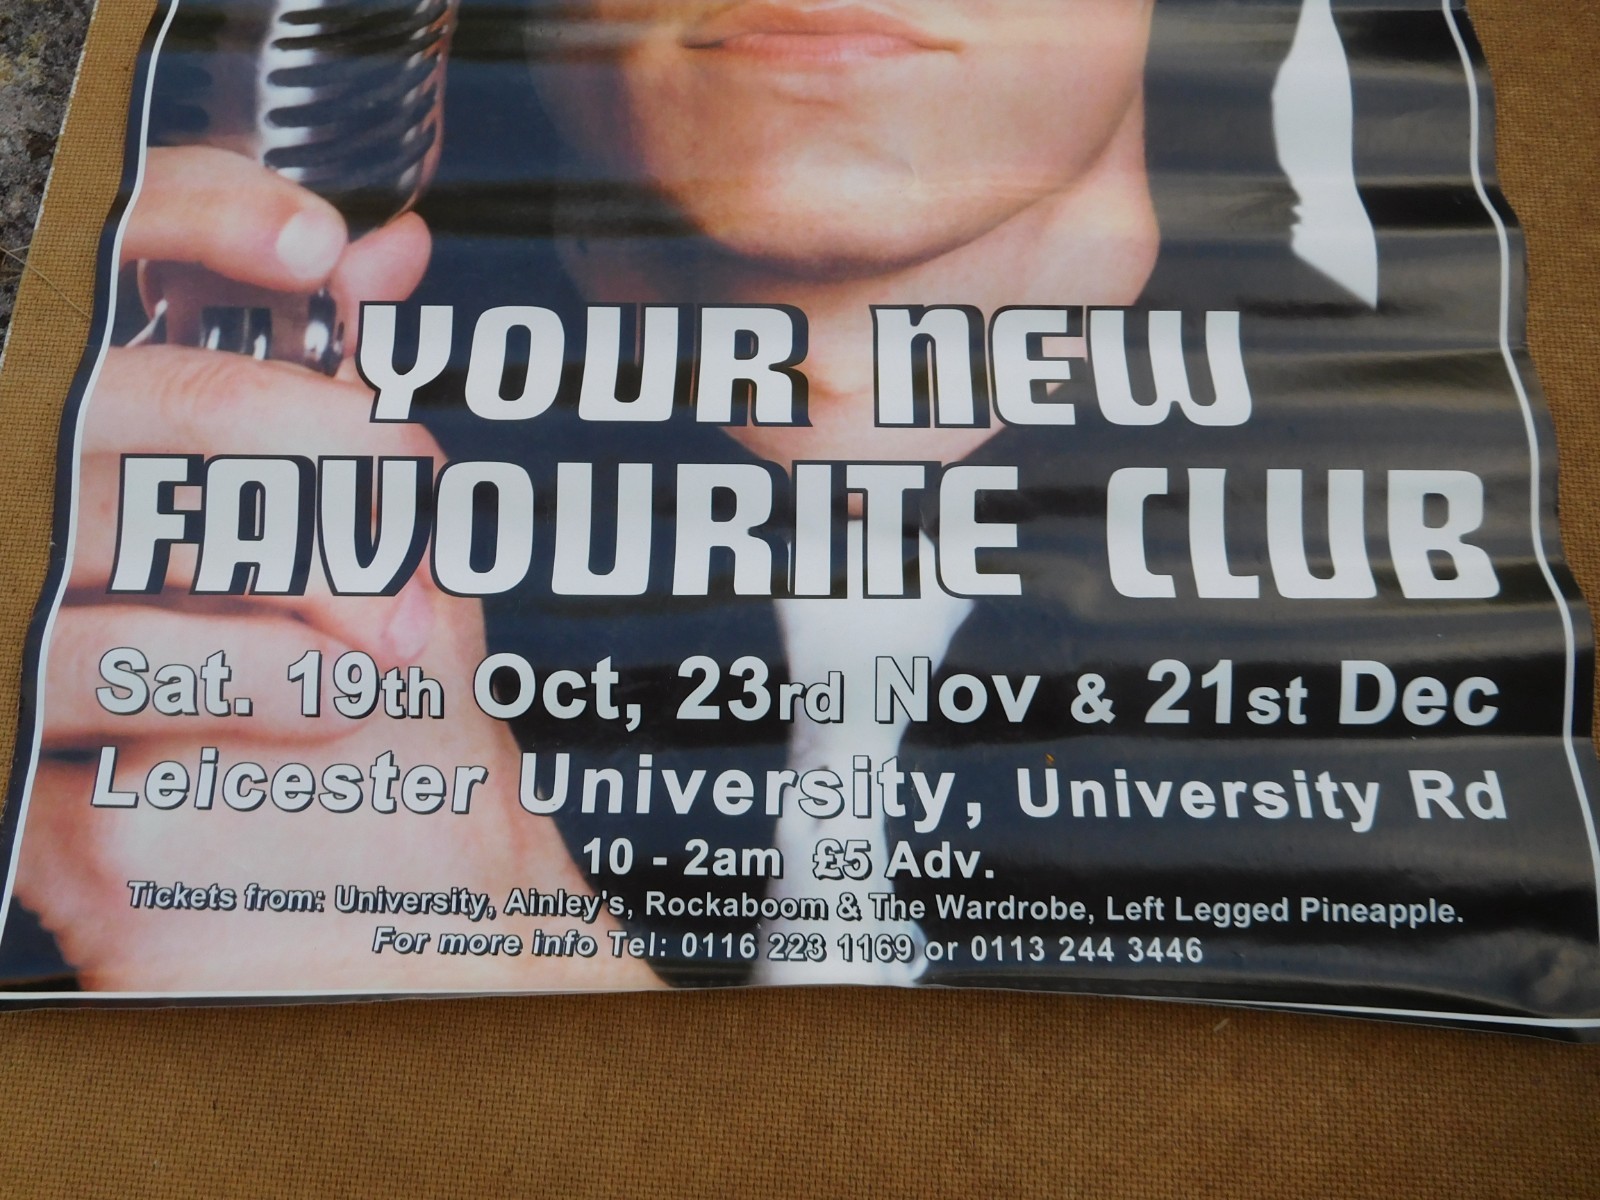 YOUR NEW
FAVOURITE CLUB
Sat. 19th Oct, 23rd Nov & 21st Dec
Leicester University, University Rd
10 - 2am £5 Adv.
Tickets from: University, Ainley's, Rockaboom & The Wardrobe, Left Legged Pineapple.
For more info Tel: 0116 223 1169 or 0113 244 3446